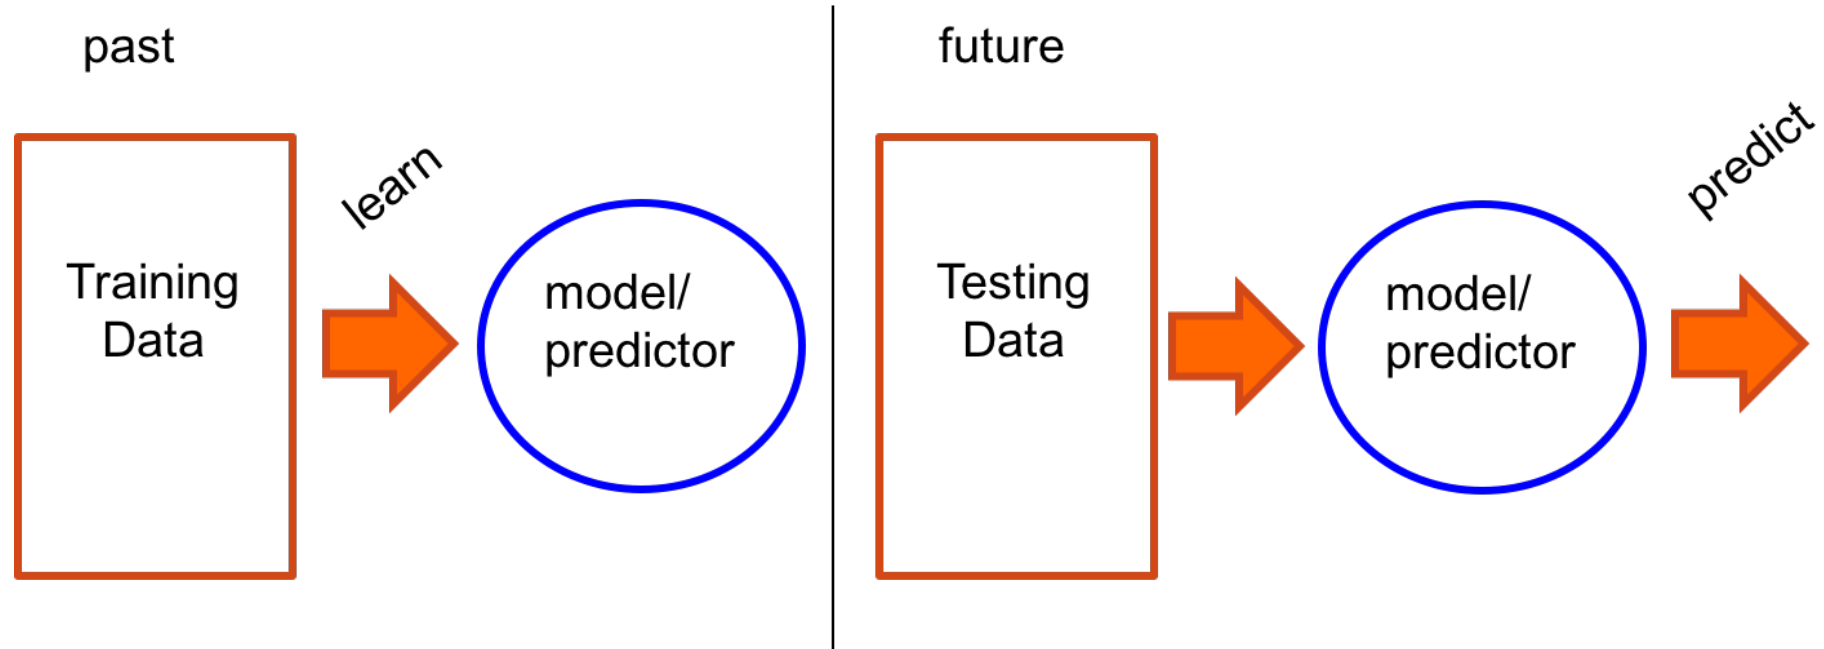 past
learn
Training
Data
model/
predictor
future
predict
Testing
Data
model/
predictor